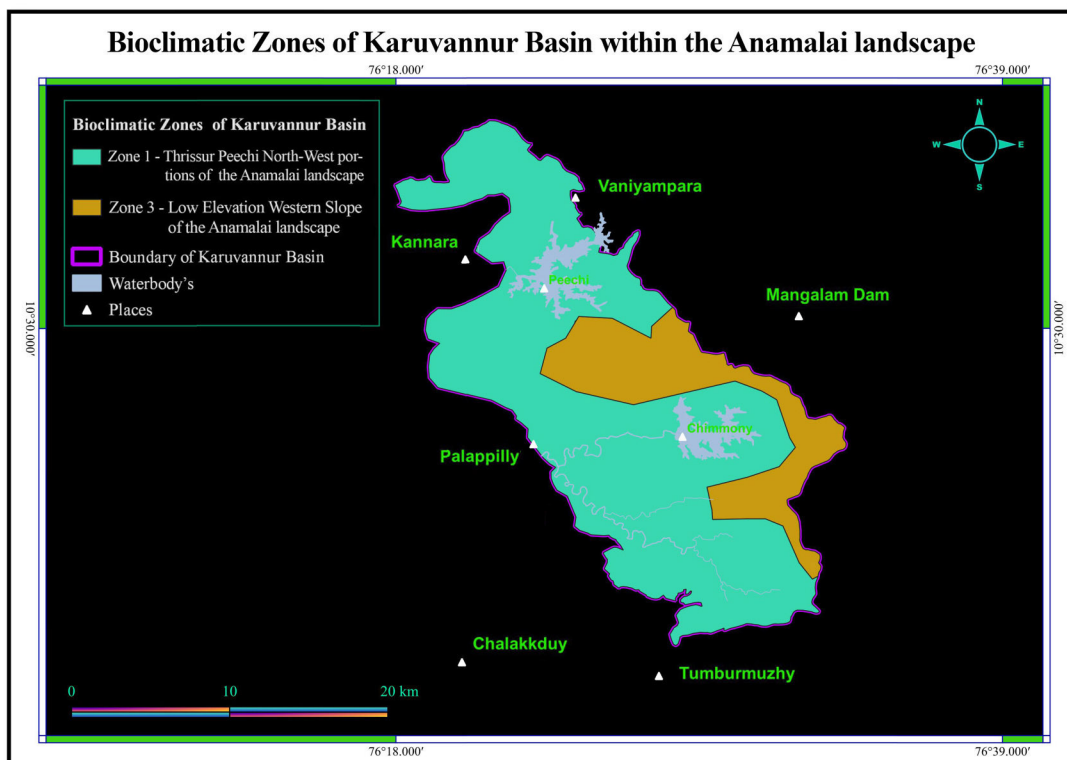 Bioclimatic Zones of Karuvannur Basin within the Anamalai landscape
76°18.000′
76°39.000′
Bioclimatic Zones of Karuvannur Basin
Zone 1 - Thrissur Peechi North-West por-
tions of the Anamalai landscape
Zone 3 - Low Elevation Western Slope
of the Anamalai landscape
Boundary of Karuvannur Basin
Waterbody's
Places
N
W
E
S
Vaniyampara
Kannara
Peechi
Mangalam Dam
10°30.000′
10°30.000′
Chimmony
Palappilly
Chalakkduy
Tumburmuzhy
0
10
20 km
76°18.000′
76°39.000′